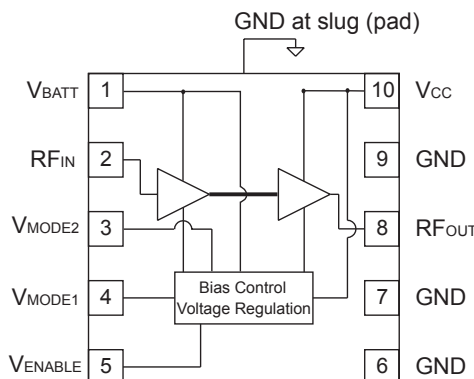 GND at slug (pad)
VBATT 1 10 VCC
RFIN 2 9 GND
VMODE2 3 8 RFOUT
Bias Control
Voltage Regulation
VMODE1 4 7 GND
VENABLE 5 6 GND